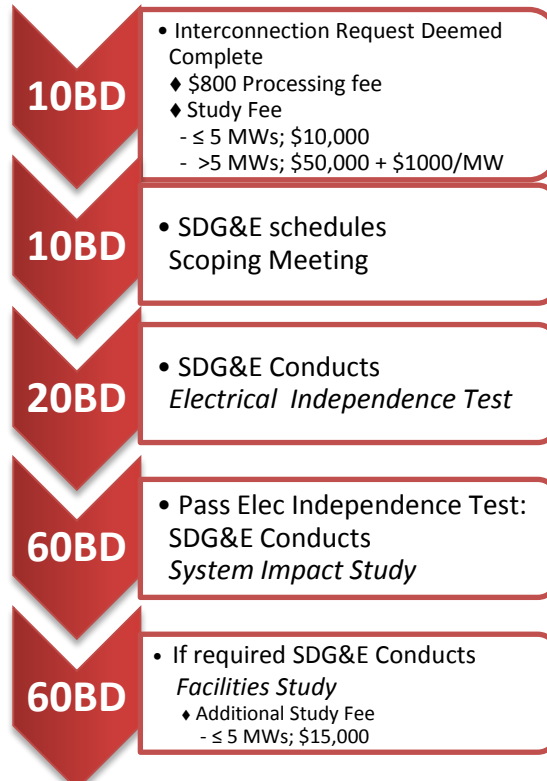 10BD
• Interconnection Request Deemed
Complete
♦ $800 Processing fee
♦ Study Fee
- ≤ 5 MWs; $10,000
- >5 MWs; $50,000 + $1000/MW
10BD
• SDG&E schedules
Scoping Meeting
20BD
• SDG&E Conducts
Electrical Independence Test
60BD
• Pass Elec Independence Test:
SDG&E Conducts
System Impact Study
60BD
• If required SDG&E Conducts
Facilities Study
♦ Additional Study Fee
- ≤ 5 MWs; $15,000